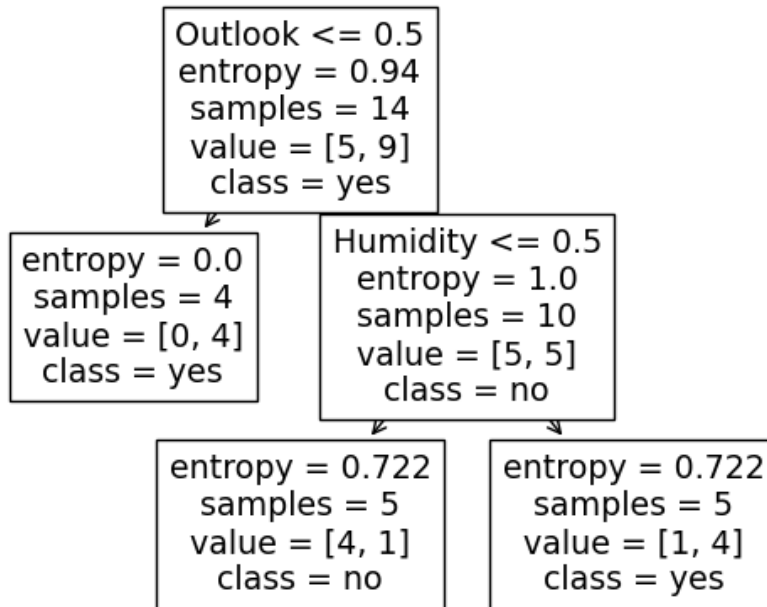 Outlook <= 0.5
entropy = 0.94
samples = 14
value = [5, 9]
class = yes
entropy = 0.0
samples = 4
value = [0, 4]
class = yes
Humidity <= 0.5
entropy = 1.0
samples = 10
value = [5, 5]
class = no
entropy = 0.722
samples = 5
value = [4, 1]
class = no
entropy = 0.722
samples = 5
value = [1, 4]
class = yes